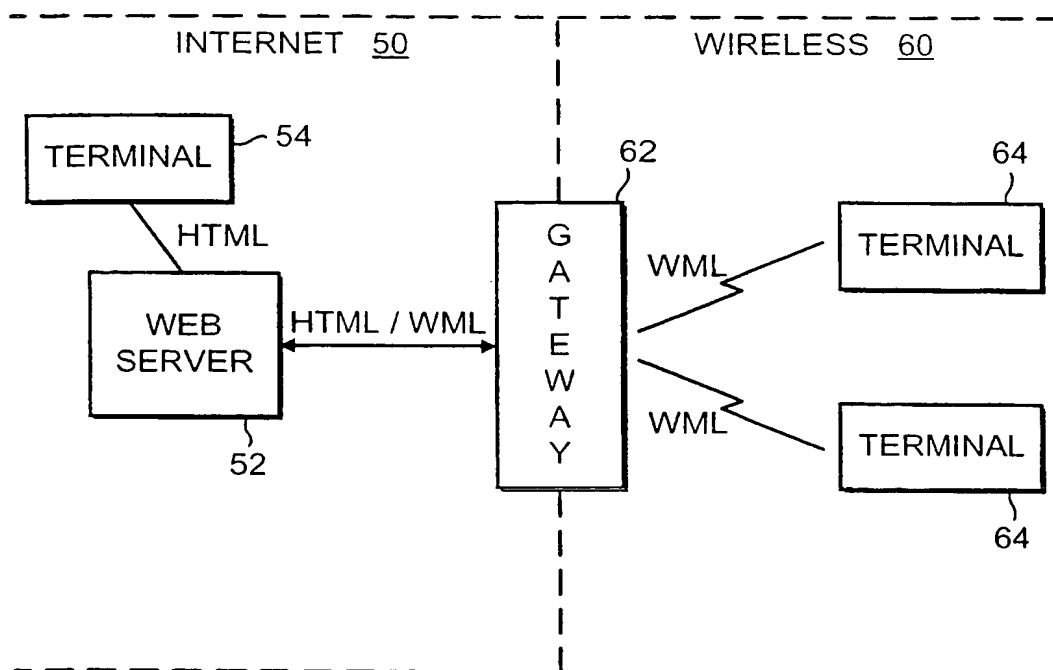 INTERNET 50
WIRELESS 60
TERMINAL
54
HTML
WEB
SERVER
52
HTML / WML
62
GATEWAY
WML
WML
64
TERMINAL
TERMINAL
64